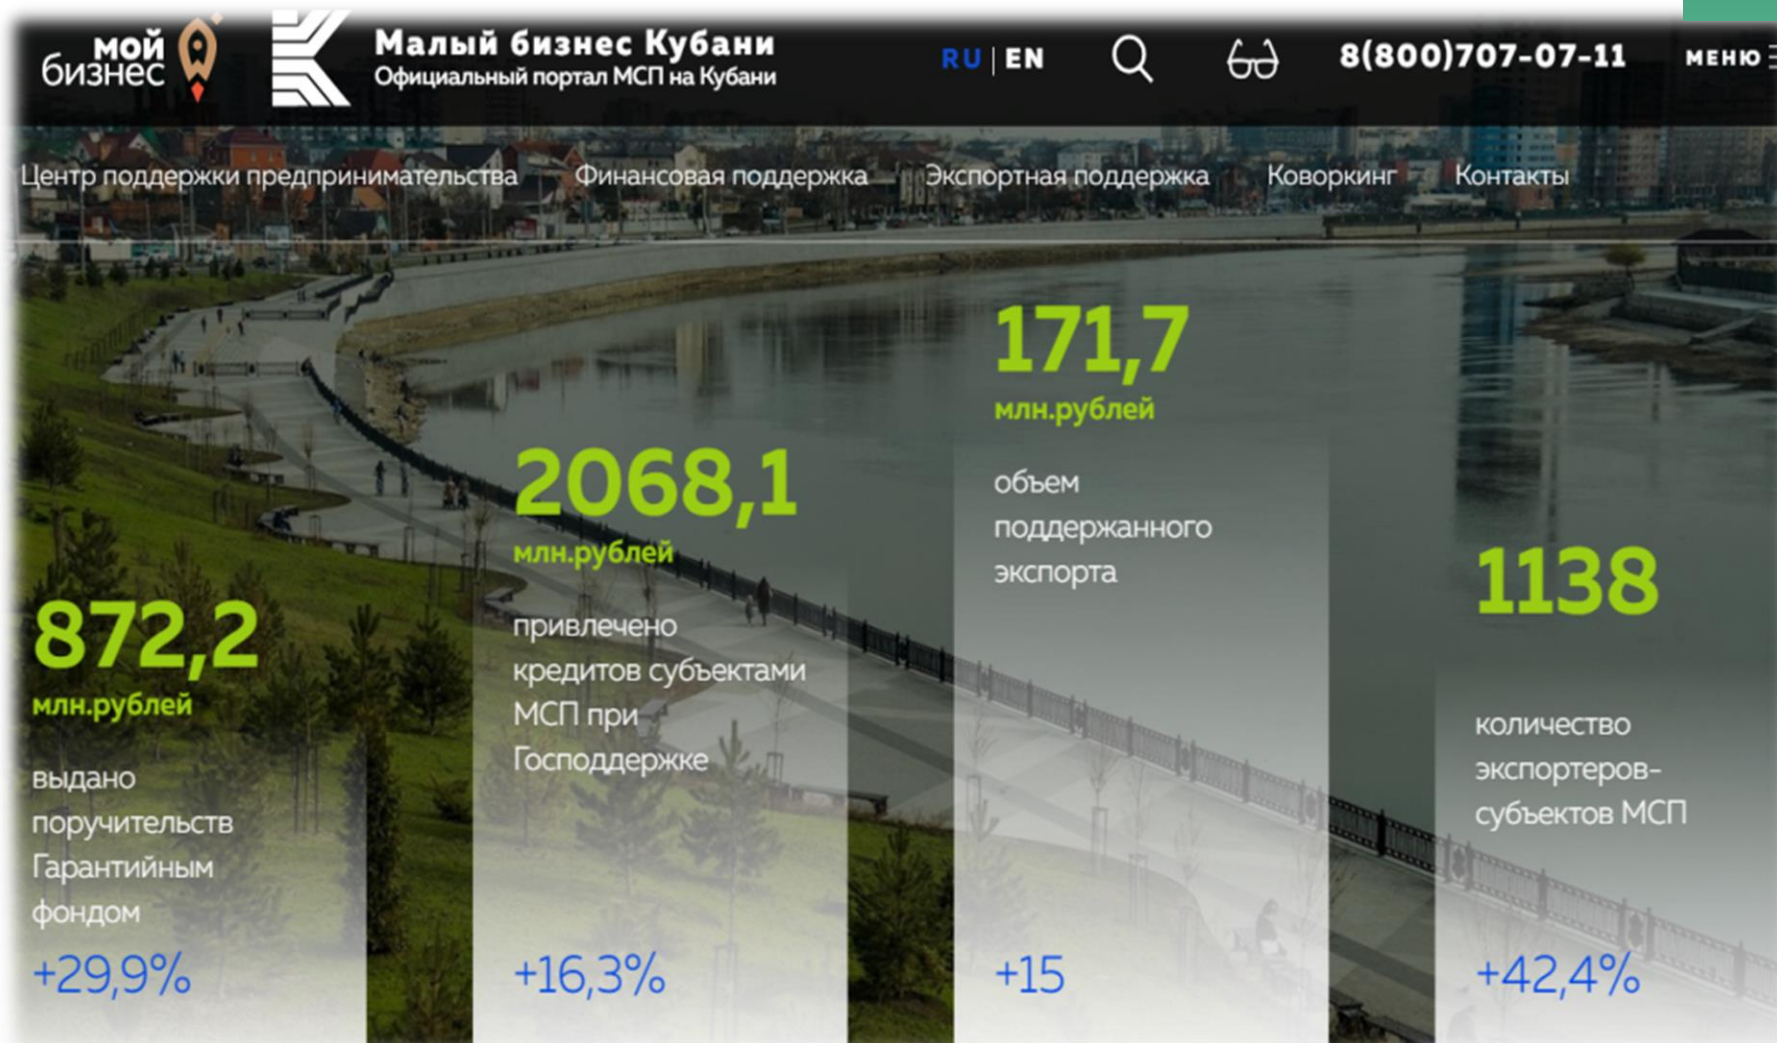 мой
бизнес
Малый бизнес Кубани
Официальный портал МСП на Кубани
RU | EN
8(800)707-07-11
МЕНЮ
Центр поддержки предпринимательства
Финансовая поддержка
Экспортная поддержка
Коворкинг
Контакты
872,2
млн.рублей
выдано
поручительств
Гарантийным
фондом
+29,9%
2068,1
млн.рублей
привлечено
кредитов субъектами
МСП при
Господдержке
+16,3%
171,7
млн.рублей
объем
поддержанного
экспорта
+15
1138
количество
экспортеров-
субъектов МСП
+42,4%